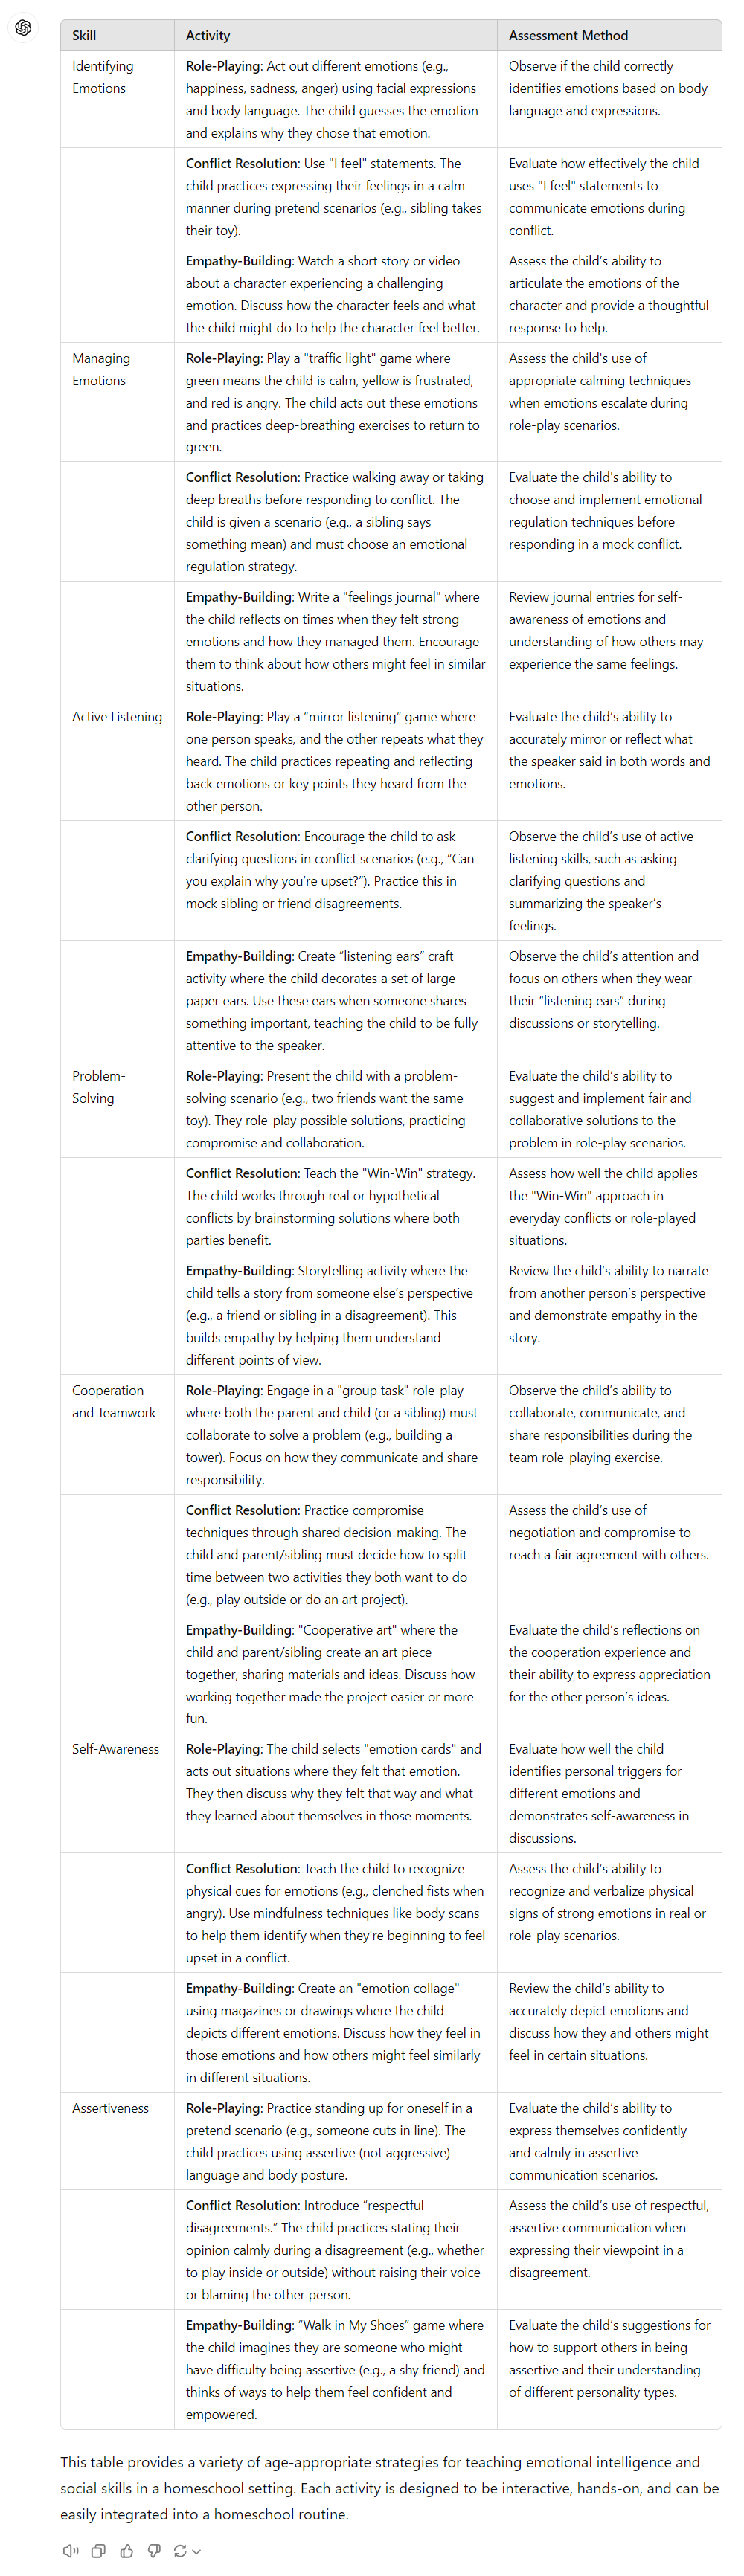 Skill Activity Assessment Method
Identifying
Emotions
Role-Playing: Act out different emotions (e.g.,
happiness, sadness, anger) using facial expressions
and body language. The child guesses the emotion
and explains why they chose that emotion.
Observe if the child correctly
identifies emotions based on body
language and expressions.
Conflict Resolution: Use "I feel" statements. The
child practices expressing their feelings in a calm
manner during pretend scenarios (e.g., sibling takes
their toy).
Evaluate how effectively the child
uses "I feel" statements to
communicate emotions during
conflict.
Empathy-Building: Watch a short story or video
about a character experiencing a challenging
emotion. Discuss how the character feels and what
the child might do to help the character feel better.
Assess the child's ability to
articulate the emotions of the
character and provide a thoughtful
response to help.
Managing
Emotions
Role-Playing: Play a "traffic light" game where
green means the child is calm, yellow is frustrated,
and red is angry. The child acts out these emotions
and practices deep-breathing exercises to return to
green.
Assess the child's use of
appropriate calming techniques
when emotions escalate during
role-play scenarios.
Conflict Resolution: Practice walking away or taking
deep breaths before responding to conflict. The
child is given a scenario (e.g., a sibling says
something mean) and must choose an emotional
regulation strategy.
Evaluate the child's ability to
choose and implement emotional
regulation techniques before
responding in a mock conflict.
Empathy-Building: Write a "feelings journal" where
the child reflects on times when they felt strong
emotions and how they managed them. Encourage
them to think about how others might feel in similar
situations.
Review journal entries for self-
awareness of emotions and
understanding of how others may
experience the same feelings.
Active Listening
Role-Playing: Play a “mirror listening” game where
one person speaks, and the other repeats what they
heard. The child practices repeating and reflecting
back emotions or key points they heard from the
other person.
Evaluate the child’s ability to
accurately mirror or reflect what
the speaker said in both words and
emotions.
Conflict Resolution: Encourage the child to ask
clarifying questions in conflict scenarios (e.g., “Can
you explain why you’re upset?”). Practice this in
mock sibling or friend disagreements.
Observe the child’s use of active
listening skills, such as asking
clarifying questions and
summarizing the speaker’s
feelings.
Empathy-Building: Create “listening ears” craft
activity where the child decorates a set of large
paper ears. Use these ears when someone shares
something important, teaching the child to be fully
attentive to the speaker.
Observe the child’s attention and
focus on others when they wear
their “listening ears” during
discussions or storytelling.
Problem-
Solving
Role-Playing: Present the child with a problem-
solving scenario (e.g., two friends want the same
toy). They role-play possible solutions, practicing
compromise and collaboration.
Evaluate the child’s ability to
suggest and implement fair and
collaborative solutions to the
problem in role-play scenarios.
Conflict Resolution: Teach the "Win-Win" strategy.
The child works through real or hypothetical
conflicts by brainstorming solutions where both
parties benefit.
Assess how well the child applies
the "Win-Win" approach in
everyday conflicts or role-played
situations.
Empathy-Building: Storytelling activity where the
child tells a story from someone else’s perspective
(e.g., a friend or sibling in a disagreement). This
builds empathy by helping them understand
different points of view.
Review the child’s ability to narrate
from another person’s perspective
and demonstrate empathy in the
story.
Cooperation
and Teamwork
Role-Playing: Engage in a "group task" role-play
where both the parent and child (or a sibling) must
collaborate to solve a problem (e.g., building a
tower). Focus on how they communicate and share
responsibility.
Observe the child’s ability to
collaborate, communicate, and
share responsibilities during the
team role-playing exercise.
Conflict Resolution: Practice compromise
techniques through shared decision-making. The
child and parent/sibling must decide how to split
time between two activities they both want to do
(e.g., play outside or do an art project).
Assess the child’s use of
negotiation and compromise to
reach a fair agreement with others.
Empathy-Building: "Cooperative art" where the
child and parent/sibling create an art piece
together, sharing materials and ideas. Discuss how
working together made the project easier or more
fun.
Evaluate the child’s reflections on
the cooperation experience and
their ability to express appreciation
for the other person’s ideas.
Self-Awareness
Role-Playing: The child selects "emotion cards" and
acts out situations where they felt that emotion.
They then discuss why they felt that way and what
they learned about themselves in those moments.
Evaluate how well the child
identifies personal triggers for
different emotions and
demonstrates self-awareness in
discussions.
Conflict Resolution: Teach the child to recognize
physical cues for emotions (e.g., clenched fists when
angry). Use mindfulness techniques like body scans
to help them identify when they're beginning to feel
upset in a conflict.
Assess the child’s ability to
recognize and verbalize physical
signs of strong emotions in real or
role-play scenarios.
Empathy-Building: Create an "emotion collage"
using magazines or drawings where the child
depicts different emotions. Discuss how they feel in
those emotions and how others might feel similarly
in different situations.
Review the child’s ability to
accurately depict emotions and
discuss how they and others might
feel in certain situations.
Assertiveness
Role-Playing: Practice standing up for oneself in a
pretend scenario (e.g., someone cuts in line). The
child practices using assertive (not aggressive)
language and body posture.
Evaluate the child’s ability to
express themselves confidently
and calmly in assertive
communication scenarios.
Conflict Resolution: Introduce “respectful
disagreements.” The child practices stating their
opinion calmly during a disagreement (e.g., whether
to play inside or outside) without raising their voice
or blaming the other person.
Assess the child’s use of respectful,
assertive communication when
expressing their viewpoint in a
disagreement.
Empathy-Building: “Walk in My Shoes” game where
the child imagines they are someone who might
have difficulty being assertive (e.g., a shy friend) and
thinks of ways to help them feel confident and
empowered.
Evaluate the child’s suggestions for
how to support others in being
assertive and their understanding
of different personality types.
This table provides a variety of age-appropriate strategies for teaching emotional intelligence and
social skills in a homeschool setting. Each activity is designed to be interactive, hands-on, and can be
easily integrated into a homeschool routine.